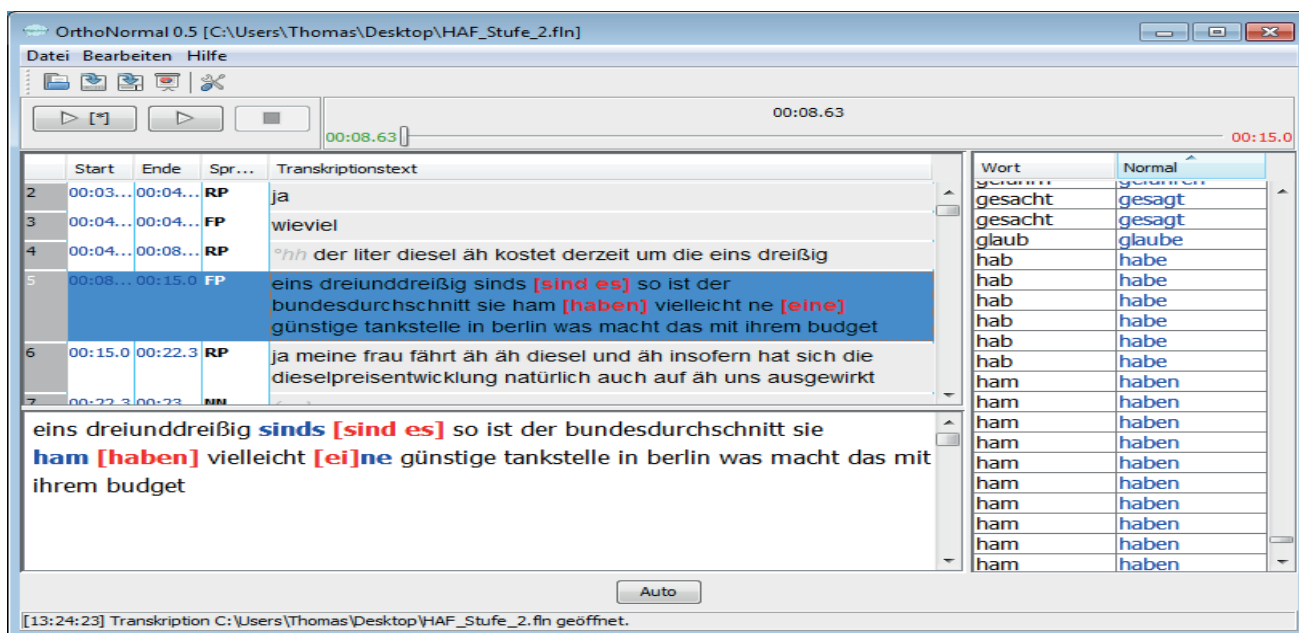 OrthoNormal 0.5 [C:\Users\Thomas\Desktop\HAF_Stufe_2.fln]
Datei Bearbeiten Hilfe
[*]
00:08.63
00:08.63 00:15.0
Start Ende Spr... Transkriptionstext
2 00:03... 00:04... RP ja
3 00:04... 00:04... FP wieviel
4 00:04... 00:08... RP °hh der liter diesel äh kostet derzeit um die eins dreißig
5 00:08... 00:15.0 FP eins dreiunddreißig sinds [sind es] so ist der
bundesdurchschnitt sie ham [haben] vielleicht ne [eine]
günstige tankstelle in berlin was macht das mit ihrem budget
6 00:15.0 00:22.3 RP ja meine frau fährt äh äh diesel und äh insofern hat sich die
dieselpreisentwicklung natürlich auch auf äh uns ausgewirkt
7 00:22.3 00:23... NN
eins dreiunddreißig sinds [sind es] so ist der bundesdurchschnitt sie
ham [haben] vielleicht [ei]ne günstige tankstelle in berlin was macht das mit
ihrem budget
Wort Normal
gesacht gesagt
gesacht gesagt
glaub glaube
hab habe
hab habe
hab habe
hab habe
hab habe
hab habe
ham haben
ham haben
ham haben
ham haben
ham haben
ham haben
ham haben
ham haben
ham haben
ham haben
Auto
[13:24:23] Transkription C:\Users\Thomas\Desktop\HAF_Stufe_2.fln geöffnet.